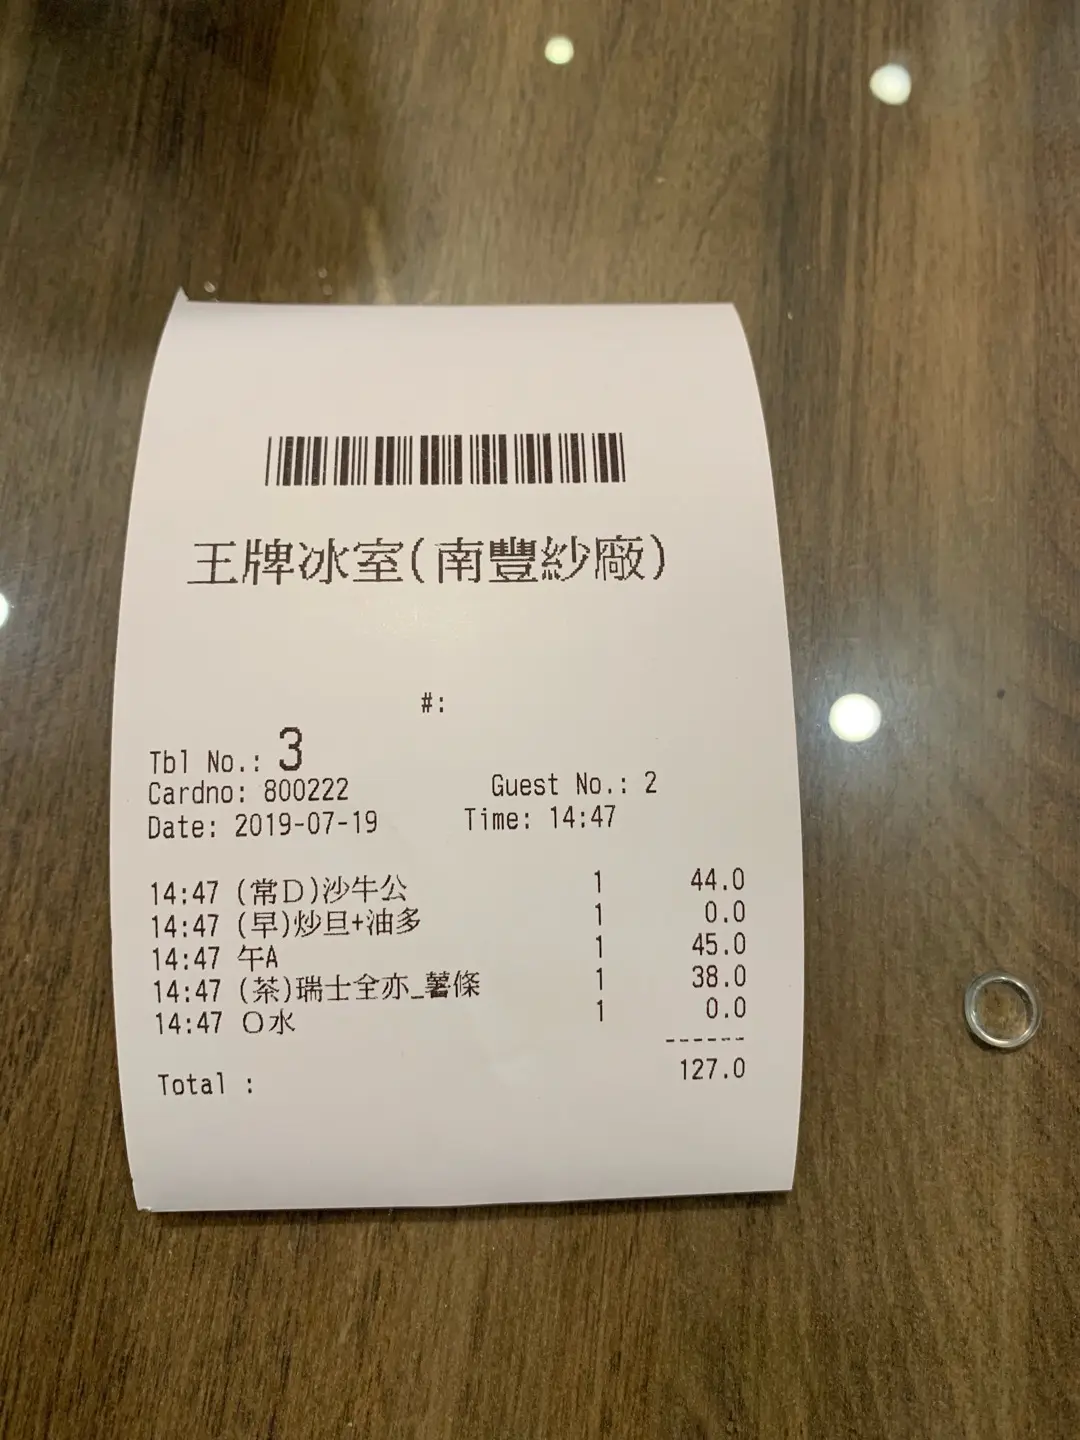 王牌冰室(南豐紗廠)
#:
Tbl No.: 3
Cardno: 800222 Guest No.: 2
Date: 2019-07-19 Time: 14:47
14:47 (常D)沙牛公 1 44.0
14:47 (早)炒旦+油多 1 0.0
14:47 午A 1 45.0
14:47 (茶)瑞士全亦_薯條 1 38.0
14:47 O水 1 0.0
------
Total : 127.0